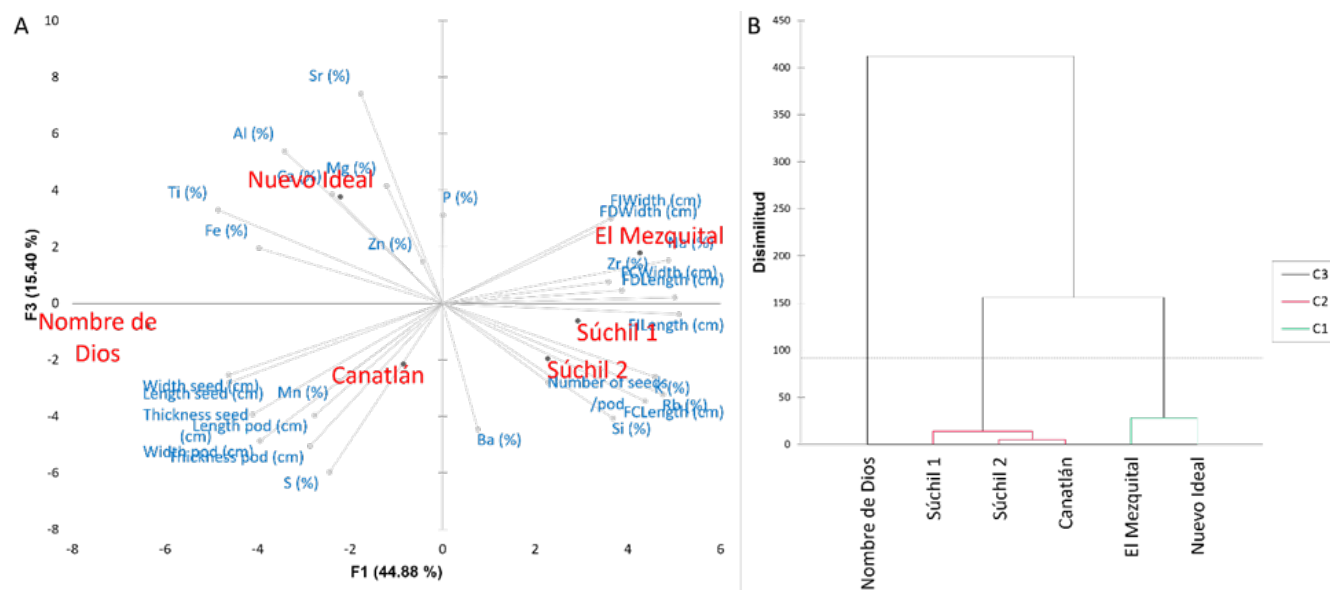 A
10
8
6
4
2
0
-2
-4
-6
-8
-8
-6
-4
-2
0
2
4
6
F3 (15.40 %)
F1 (44.88 %)
Sr (%)
Al (%)
Mg (%)
Ca (%)
Nuevo Ideal
Ti (%)
P (%)
Fe (%)
Zn (%)
FIWidth (cm)
FDWidth (cm)
El Mezquital
Na (%)
Zr (%)
FCWidth (cm)
FDLength (cm)
FILength (cm)
Nombre de
Dios
Súchil 1
Súchil 2
Canatlán
Width seed (cm)
Length seed (cm)
Mn (%)
Thickness seed
(cm)
Length pod (cm)
Width pod (cm)
Thickness pod (cm)
S (%)
Ba (%)
Number of seeds
/pod
K (%)
Rb (%)
FCLength (cm)
Si (%)
B
450
400
350
300
250
200
150
100
50
0
Disimilitud
Nombre de Dios
Súchil 1
Súchil 2
Canatlán
El Mezquital
Nuevo Ideal
C3
C2
C1